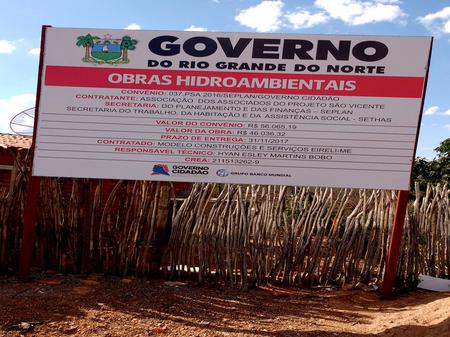 GOVERNO
DO RIO GRANDE DO NORTE
OBRAS HIDROAMBIENTAIS
CONVÊNIO: 037.PSA 2016/SEPLAN/GOVERNO CIDADÃO
CONTRATANTE: ASSOCIAÇÃO DOS ASSOCIADOS DO PROJETO SÃO VICENTE
SECRETARIA: DO PLANEJAMENTO E DAS FINANÇAS – SEPLAN
SECRETARIA DO TRABALHO, DA HABITAÇÃO E DA ASSISTÊNCIA SOCIAL - SETHAS
VALOR DO CONVÊNIO: R$ 56.065,19
VALOR DA OBRA: R$ 46.036,32
PRAZO DE ENTREGA: 31/11/2017
CONTRATADO: MODELO CONSTRUÇÕES E SERVIÇOS EIRELI-ME
RESPONSÁVEL TÉCNICO: HYAN ESLEY MARTINS BOBO
CREA: 211513262-9
GOVERNO CIDADÃO GRUPO BANCO MUNDIAL